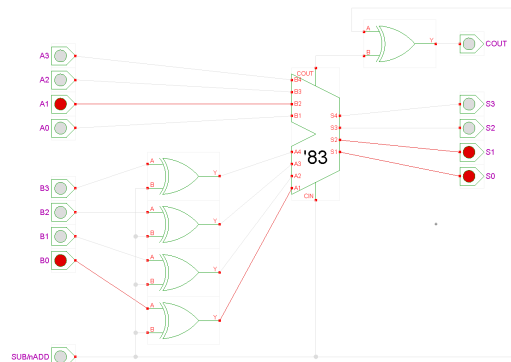 A
Y
COUT
B
A3
COUT
B4
A2
B3
A1
B2
S3
A0
B1
S4
S3
S2
S2
'83
S1
S1
A4
A
Y
A3
B3
B
A2
S0
A1
CIN
B2
A
Y
B
B1
A
Y
B0
B
A
Y
B
SUB/nADD